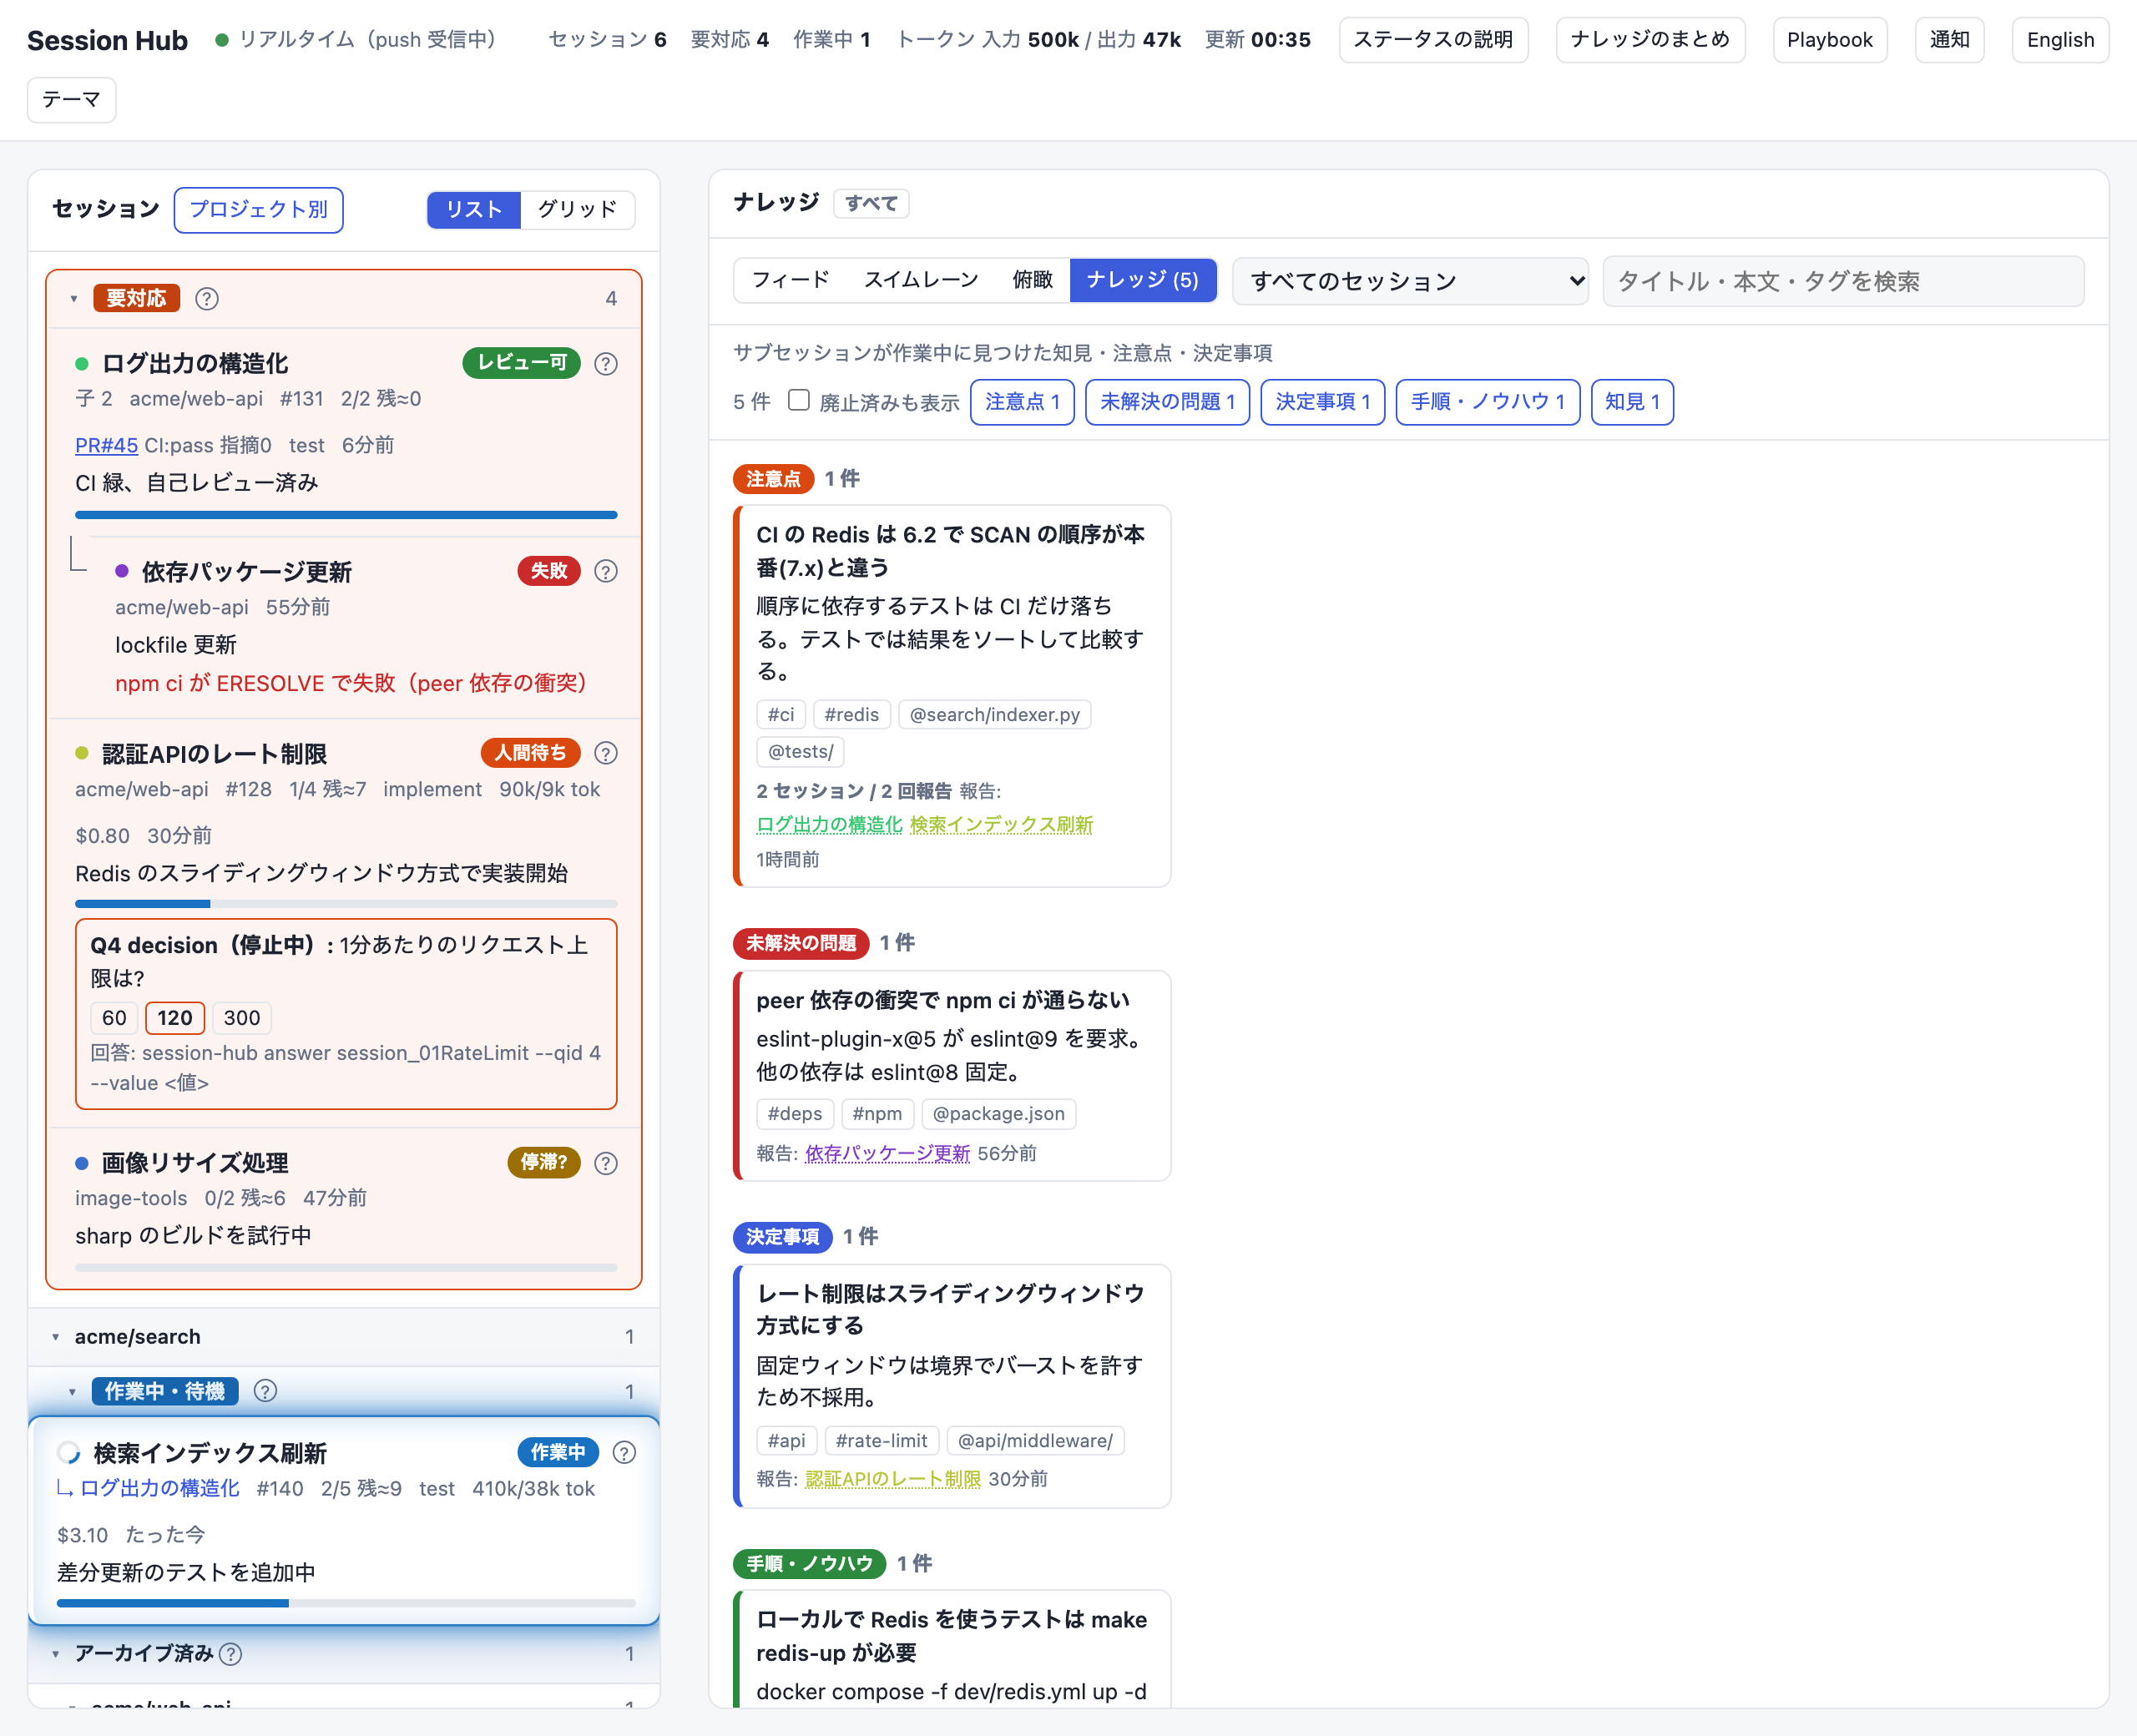 Session Hub
リアルタイム（push 受信中）
セッション 6 要対応 4 作業中 1 トークン 入力 500k / 出力 47k 更新 00:35
ステータスの説明
ナレッジのまとめ
Playbook
通知
English
テーマ
セッション
プロジェクト別
リスト
グリッド
▾ 要対応 ? 4
ログ出力の構造化 レビュー可 ?
子 2 acme/web-api #131 2/2 残≈0
PR#45 CI:pass 指摘0 test 6分前
CI 緑、自己レビュー済み
依存パッケージ更新 失敗 ?
acme/web-api 55分前
lockfile 更新
npm ci が ERESOLVE で失敗（peer 依存の衝突）
認証APIのレート制限 人間待ち ?
acme/web-api #128 1/4 残≈7 implement 90k/9k tok
$0.80 30分前
Redis のスライディングウィンドウ方式で実装開始
Q4 decision（停止中）: 1分あたりのリクエスト上
限は?
60 120 300
回答: session-hub answer session_01RateLimit --qid 4
--value <値>
画像リサイズ処理 停滞? ?
image-tools 0/2 残≈6 47分前
sharp のビルドを試行中
▾ acme/search 1
▾ 作業中・待機 ? 1
検索インデックス刷新 作業中 ?
↳ ログ出力の構造化 #140 2/5 残≈9 test 410k/38k tok
$3.10 たった今
差分更新のテストを追加中
▾ アーカイブ済み ? 1
acme/web-api 1
ナレッジ すべて
フィード スイムレーン 俯瞰 ナレッジ (5)
すべてのセッション
タイトル・本文・タグを検索
サブセッションが作業中に見つけた知見・注意点・決定事項
5 件 廃止済みも表示 注意点 1 未解決の問題 1 決定事項 1 手順・ノウハウ 1 知見 1
注意点 1 件
CI の Redis は 6.2 で SCAN の順序が本
番(7.x)と違う
順序に依存するテストは CI だけ落ち
る。テストでは結果をソートして比較す
る。
#ci #redis @search/indexer.py
@tests/
2 セッション / 2 回報告 報告:
ログ出力の構造化 検索インデックス刷新
1時間前
未解決の問題 1 件
peer 依存の衝突で npm ci が通らない
eslint-plugin-x@5 が eslint@9 を要求。
他の依存は eslint@8 固定。
#deps #npm @package.json
報告: 依存パッケージ更新 56分前
決定事項 1 件
レート制限はスライディングウィンドウ
方式にする
固定ウィンドウは境界でバーストを許す
ため不採用。
#api #rate-limit @api/middleware/
報告: 認証APIのレート制限 30分前
手順・ノウハウ 1 件
ローカルで Redis を使うテストは make
redis-up が必要
docker compose -f dev/redis.yml up -d